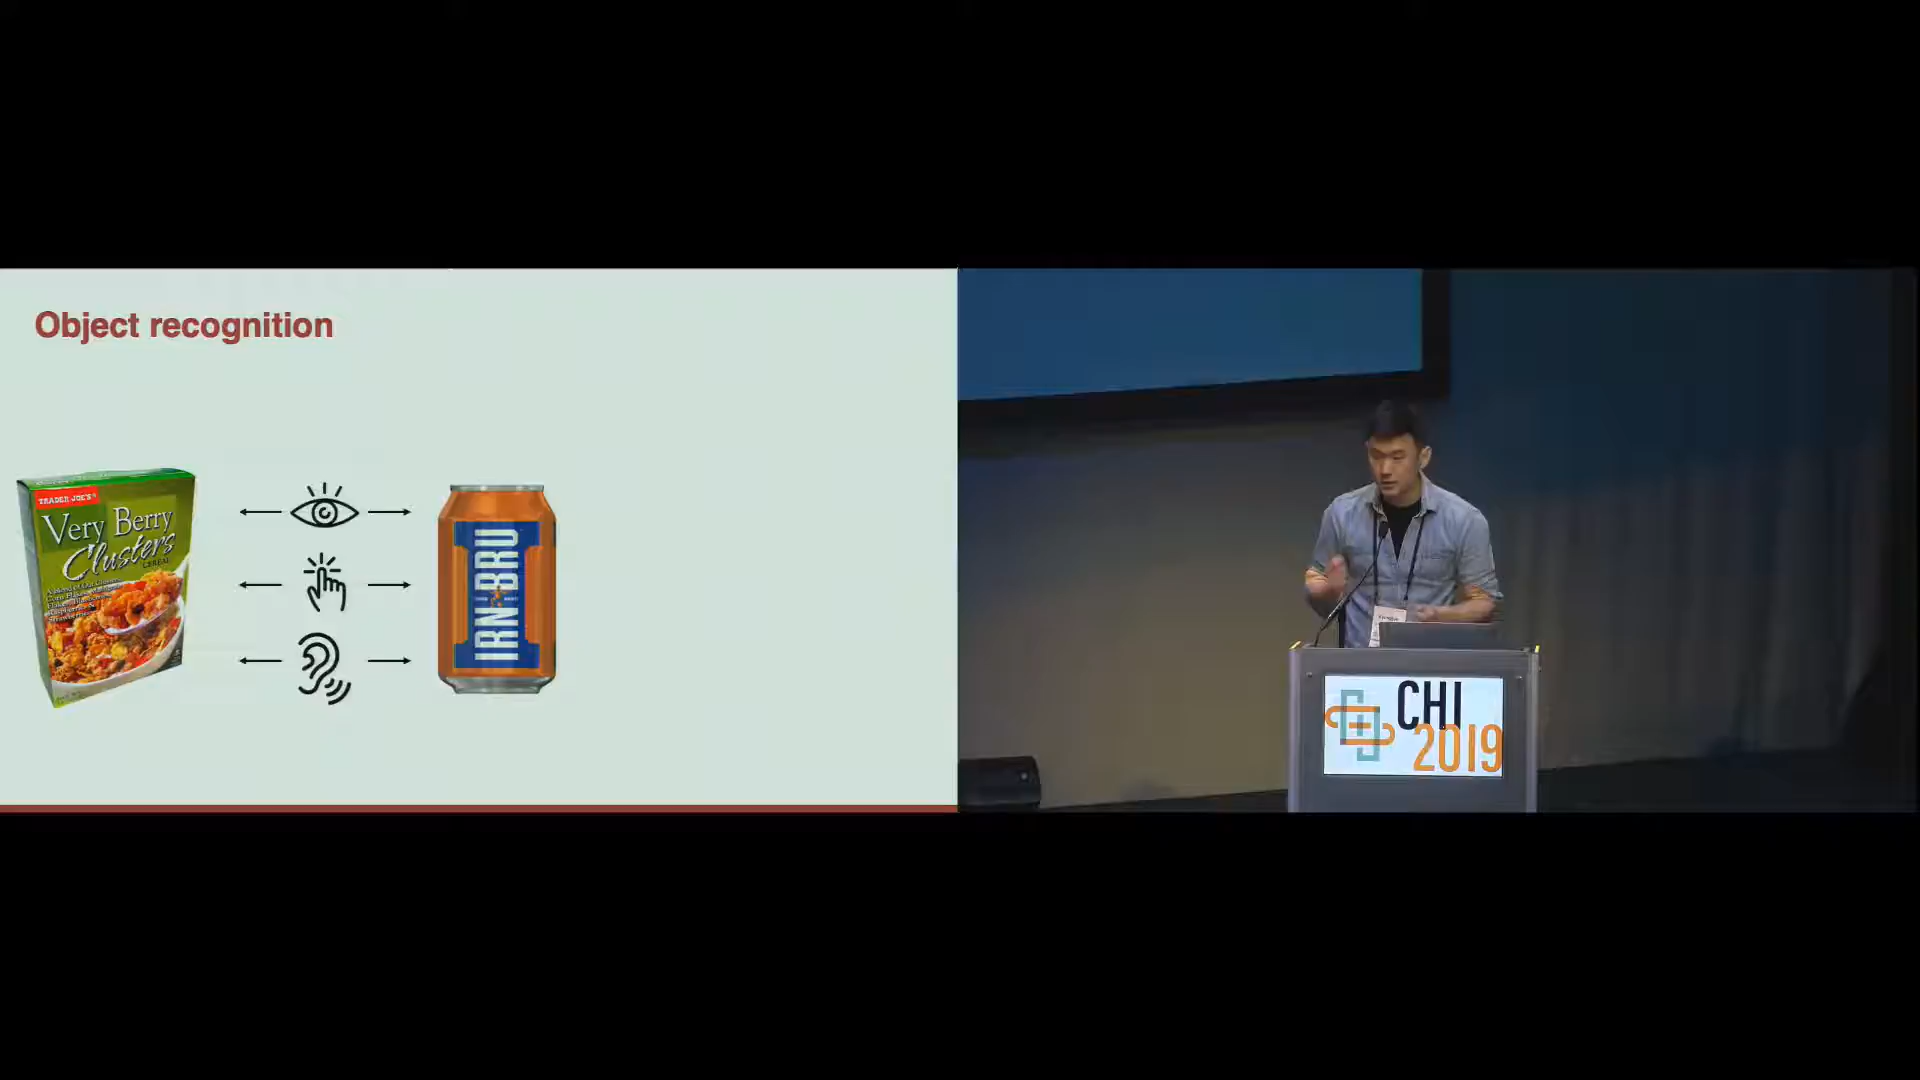 Object recognition
TRADER JOE'S
Very Berry
Clusters
CEREAL
IRN-BRU
CHI
2019